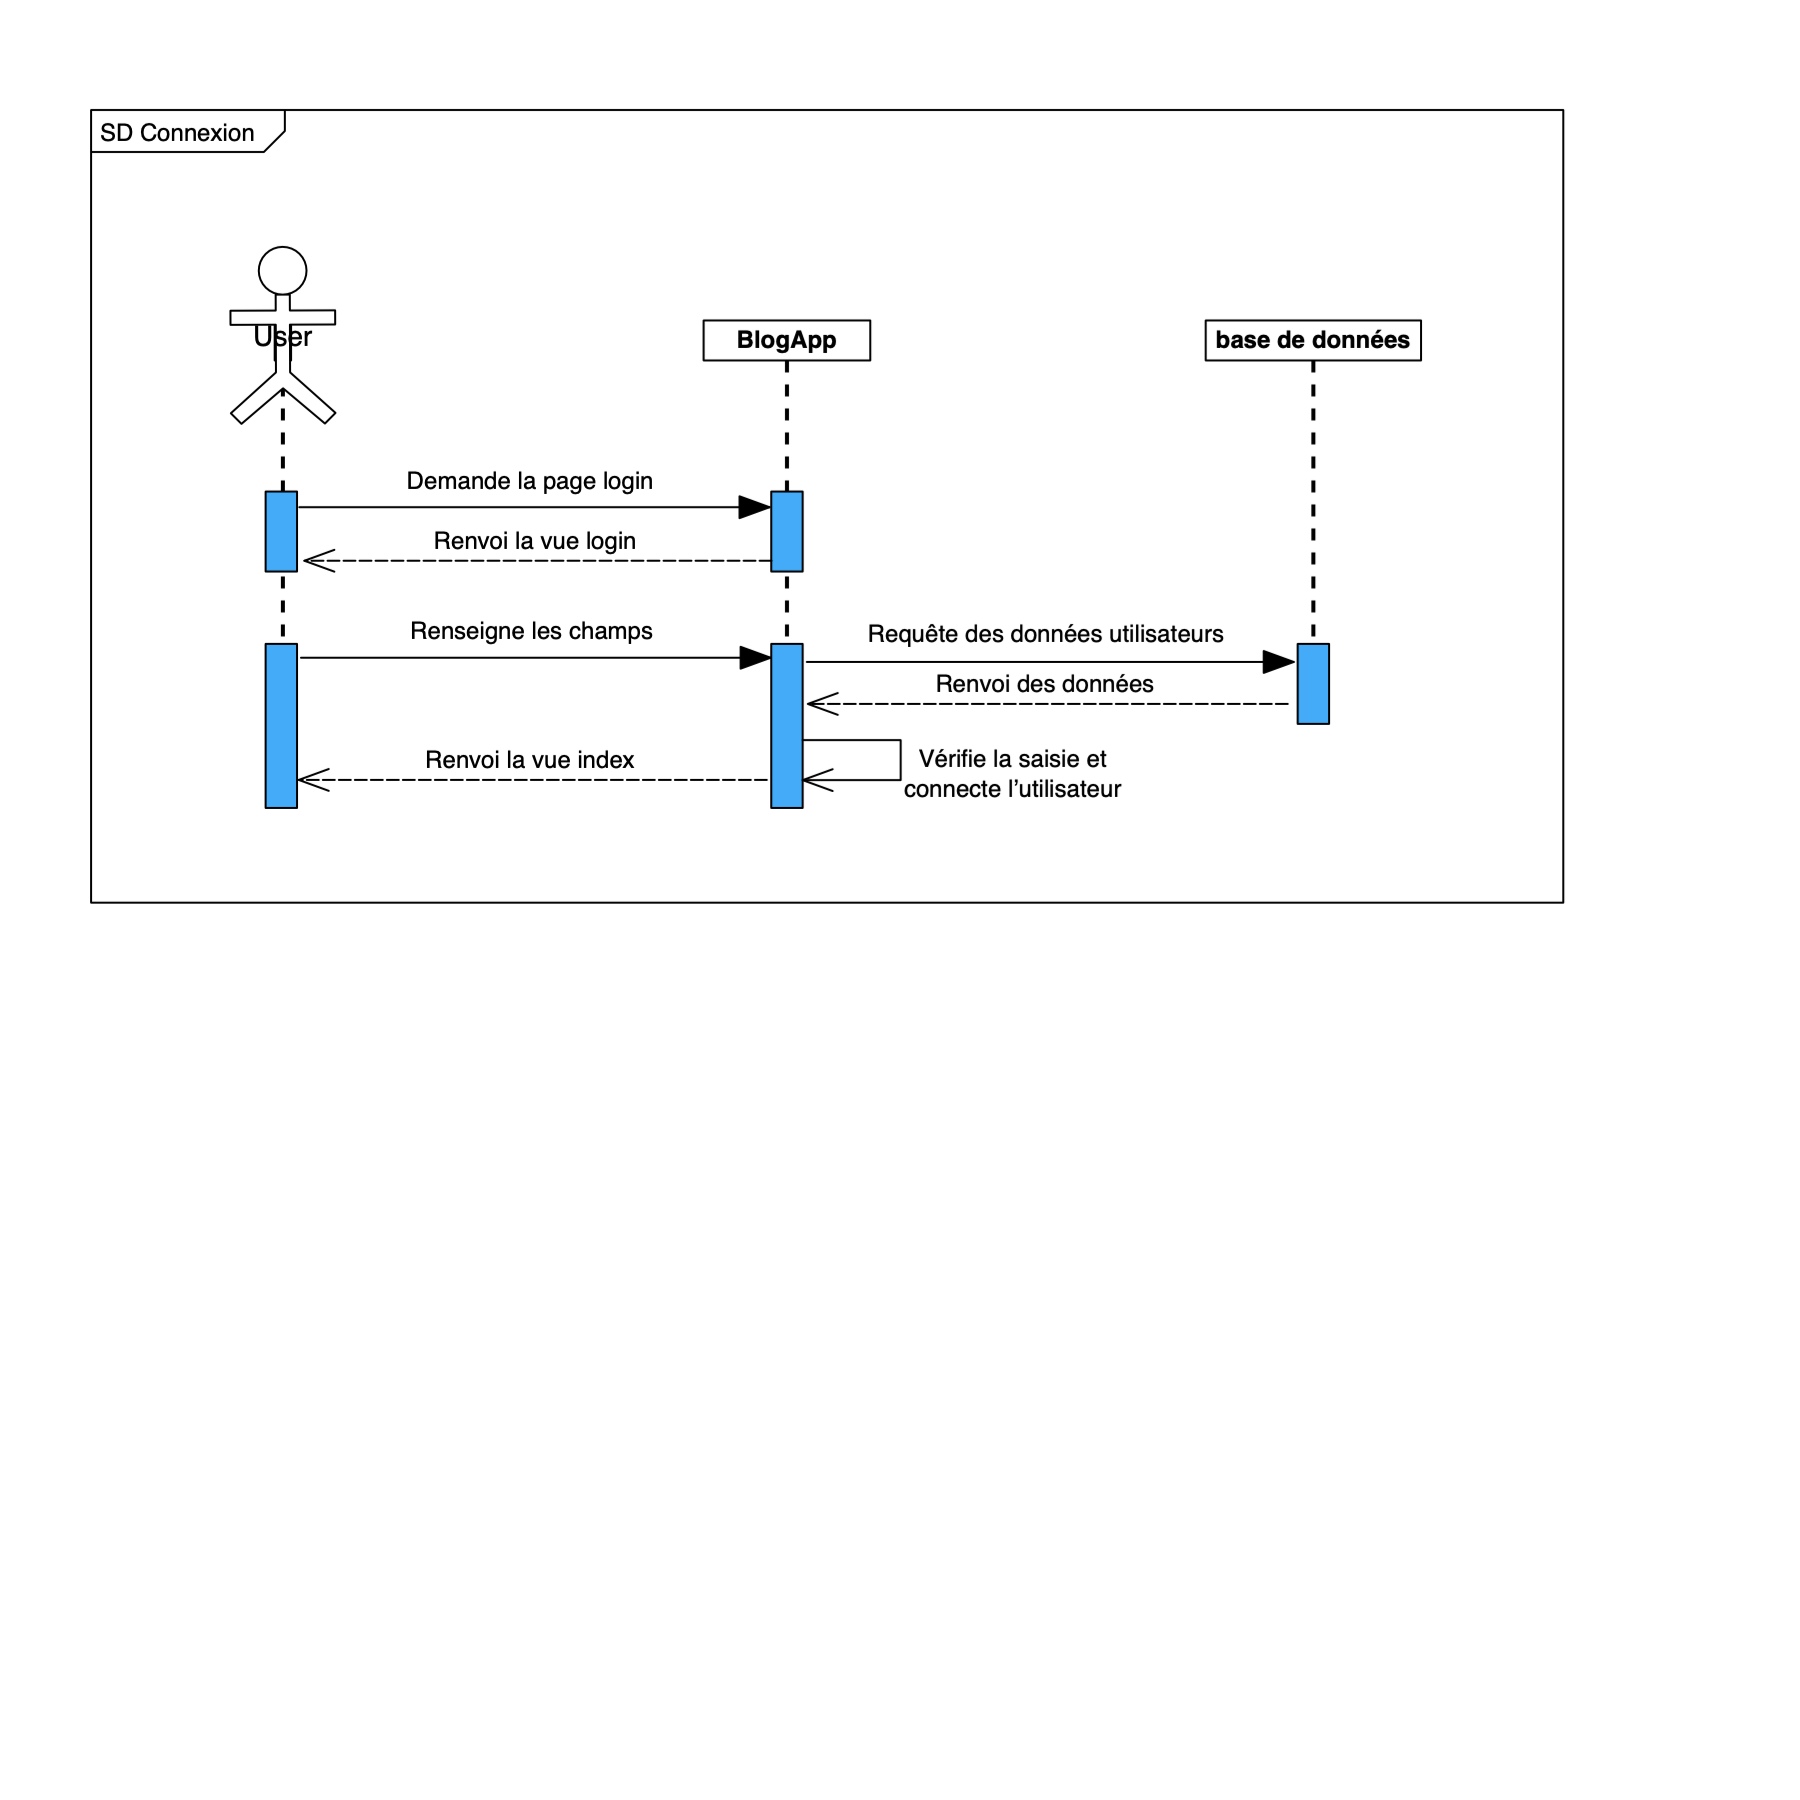 SD Connexion
User
BlogApp
base de données
Demande la page login
Renvoi la vue login
Renseigne les champs
Requête des données utilisateurs
Renvoi des données
Renvoi la vue index
Vérifie la saisie et
connecte l’utilisateur